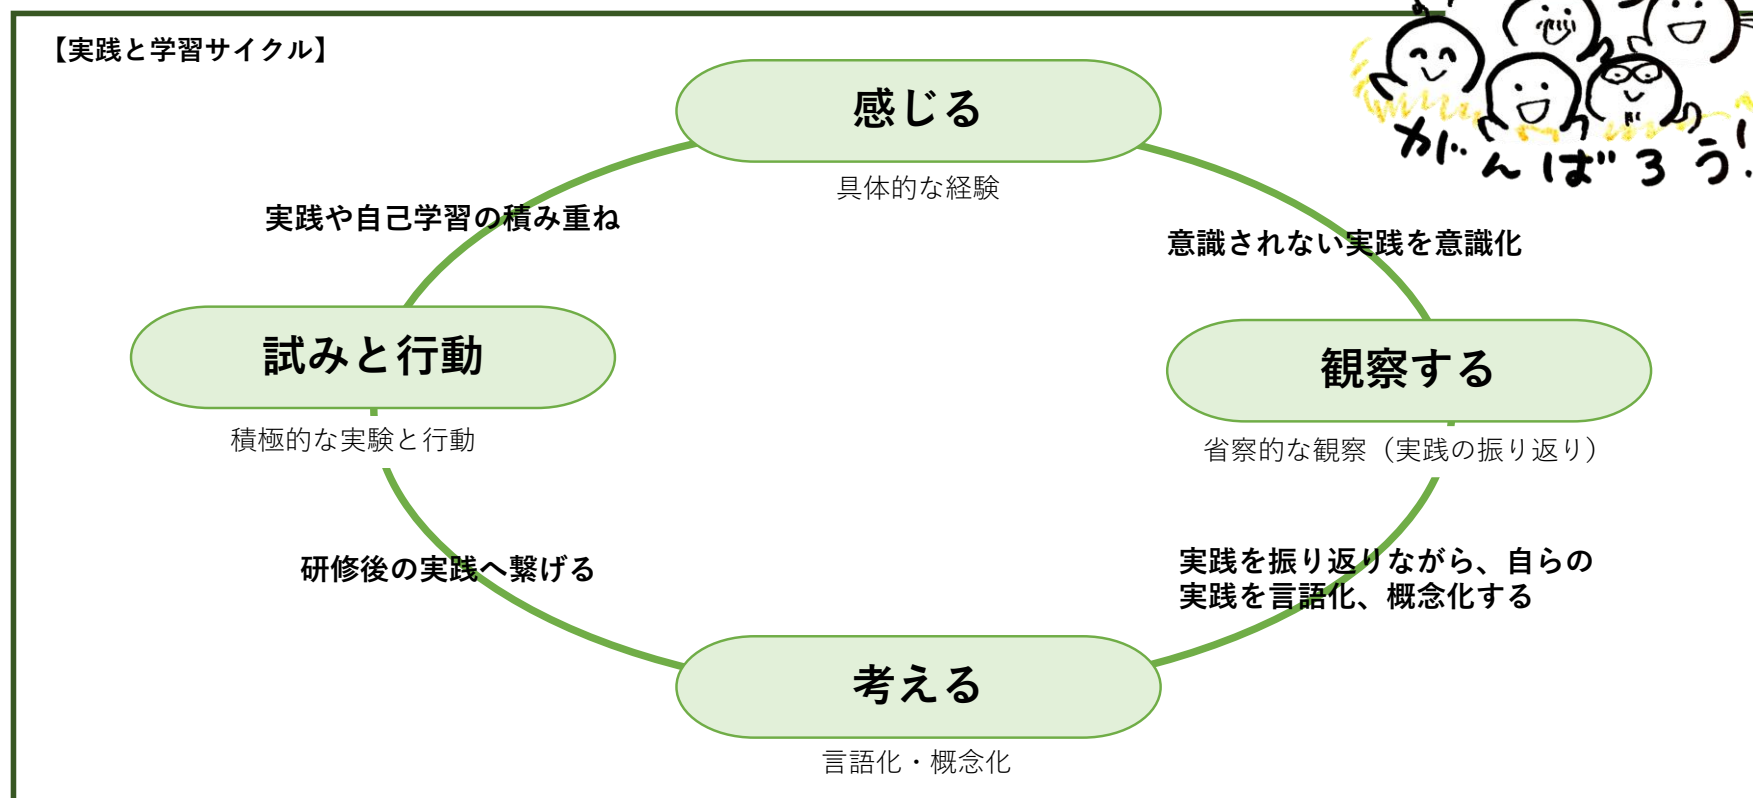 【実践と学習サイクル】
がんばろう!
感じる
具体的な経験
実践や自己学習の積み重ね
意識されない実践を意識化
試みと行動
積極的な実験と行動
観察する
省察的な観察（実践の振り返り）
研修後の実践へ繋げる
実践を振り返りながら、自らの
実践を言語化、概念化する
考える
言語化・概念化